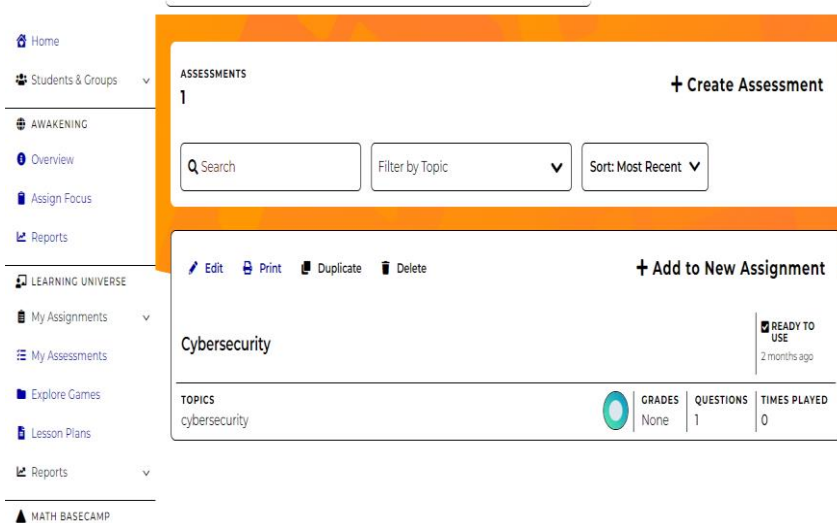 Home
Students & Groups
AWAKENING
Overview
Assign Focus
Reports
LEARNING UNIVERSE
My Assignments
My Assessments
Explore Games
Lesson Plans
Reports
MATH BASECAMP
ASSESSMENTS
1
+ Create Assessment
Search
Filter by Topic
Sort: Most Recent
Edit
Print
Duplicate
Delete
+ Add to New Assignment
Cybersecurity
READY TO
USE
2 months ago
TOPICS
cybersecurity
GRADES
None
QUESTIONS
1
TIMES PLAYED
0